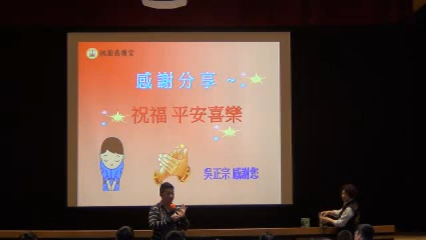 感謝分享 ~
祝福 平安喜樂
吳正宗 感謝您